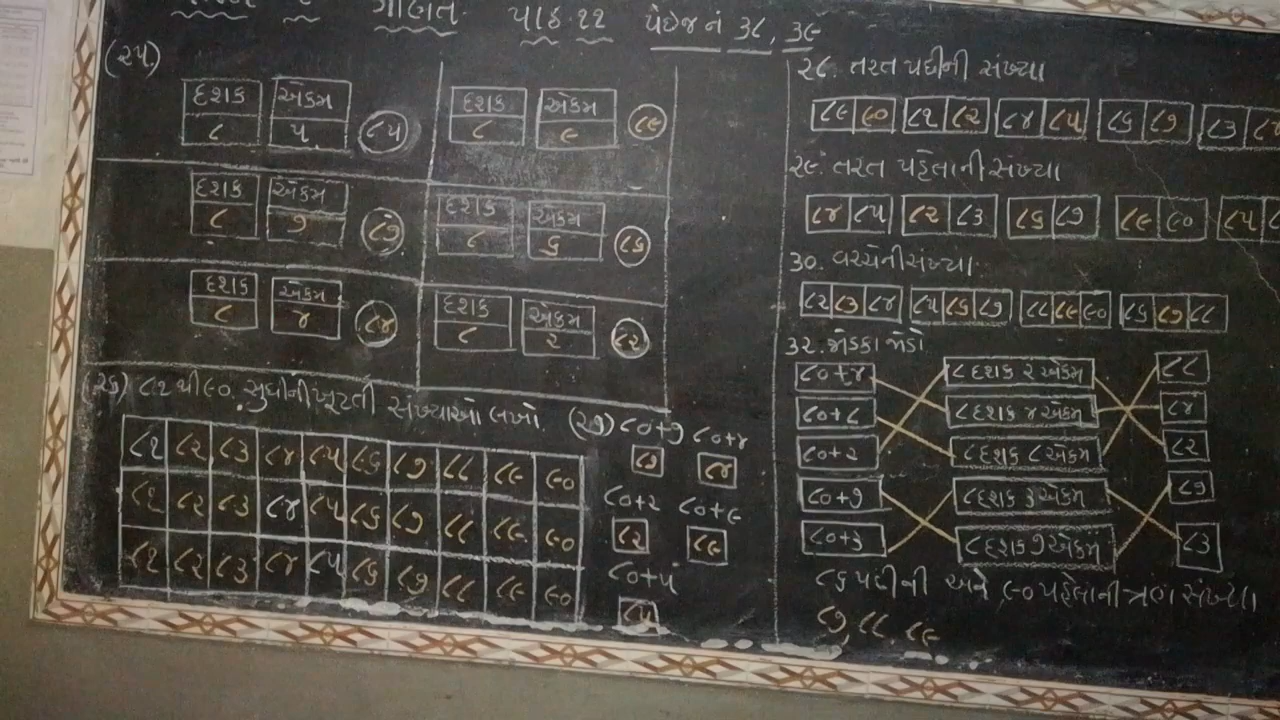 ગણિત પાઠ ૧૨ પેઇજ નં ૩૮, ૩૯
(૨૫)
દશક એકમ દશક એકમ
૮ ૫ ૮૫ ૮ ૯ ૮૯
દશક એકમ દશક એકમ
૮ ૭ ૮૭ ૮ ૬ ૮૬
દશક એકમ દશક એકમ
૮ ૪ ૮૪ ૮ ૨ ૮૨
(૨૬) ૮૧ થી ૯૦ સુધીની ખૂટતી સંખ્યાઓ લખો.
૮૧ ૮૨ ૮૩ ૮૪ ૮૫ ૮૬ ૮૭ ૮૮ ૮૯ ૯૦
૮૧ ૮૨ ૮૩ ૮૪ ૮૫ ૮૬ ૮૭ ૮૮ ૮૯ ૯૦
૮૧ ૮૨ ૮૩ ૮૪ ૮૫ ૮૬ ૮૭ ૮૮ ૮૯ ૯૦
(૨૭) ૮૦+૭ ૮૦+૪
૮૭ ૮૪
૮૦+૨ ૮૦+૯
૮૨ ૮૯
૮૦+૫
૮૫
૨૮. તરત પછીની સંખ્યા
૮૯ ૯૦ ૮૧ ૮૨ ૮૪ ૮૫ ૮૬ ૮૭ ૮૩
૨૯. તરત પહેલાની સંખ્યા
૮૪ ૮૫ ૮૨ ૮૩ ૮૬ ૮૭ ૮૯ ૯૦ ૮૫
૩૦. વચ્ચેની સંખ્યા
૮૨ ૮૩ ૮૪ ૮૫ ૮૬ ૮૭ ૮૮ ૮૯ ૯૦ ૮૬ ૮૭ ૮૮
૩૨. જોડકા જોડો
૮૦+૪ ૮ દશક ૨ એકમ ૮૮
૮૦+૮ ૮ દશક ૪ એકમ ૮૪
૮૦+૨ ૮ દશક ૮ એકમ ૮૨
૮૦+૭ ૮ દશક ૩ એકમ ૮૭
૮૦+૩ ૮ દશક ૭ એકમ ૮૩
૮૬ પછીની અને ૯૦ પહેલાની ત્રણ સંખ્યા
૮૭, ૮૮, ૮૯